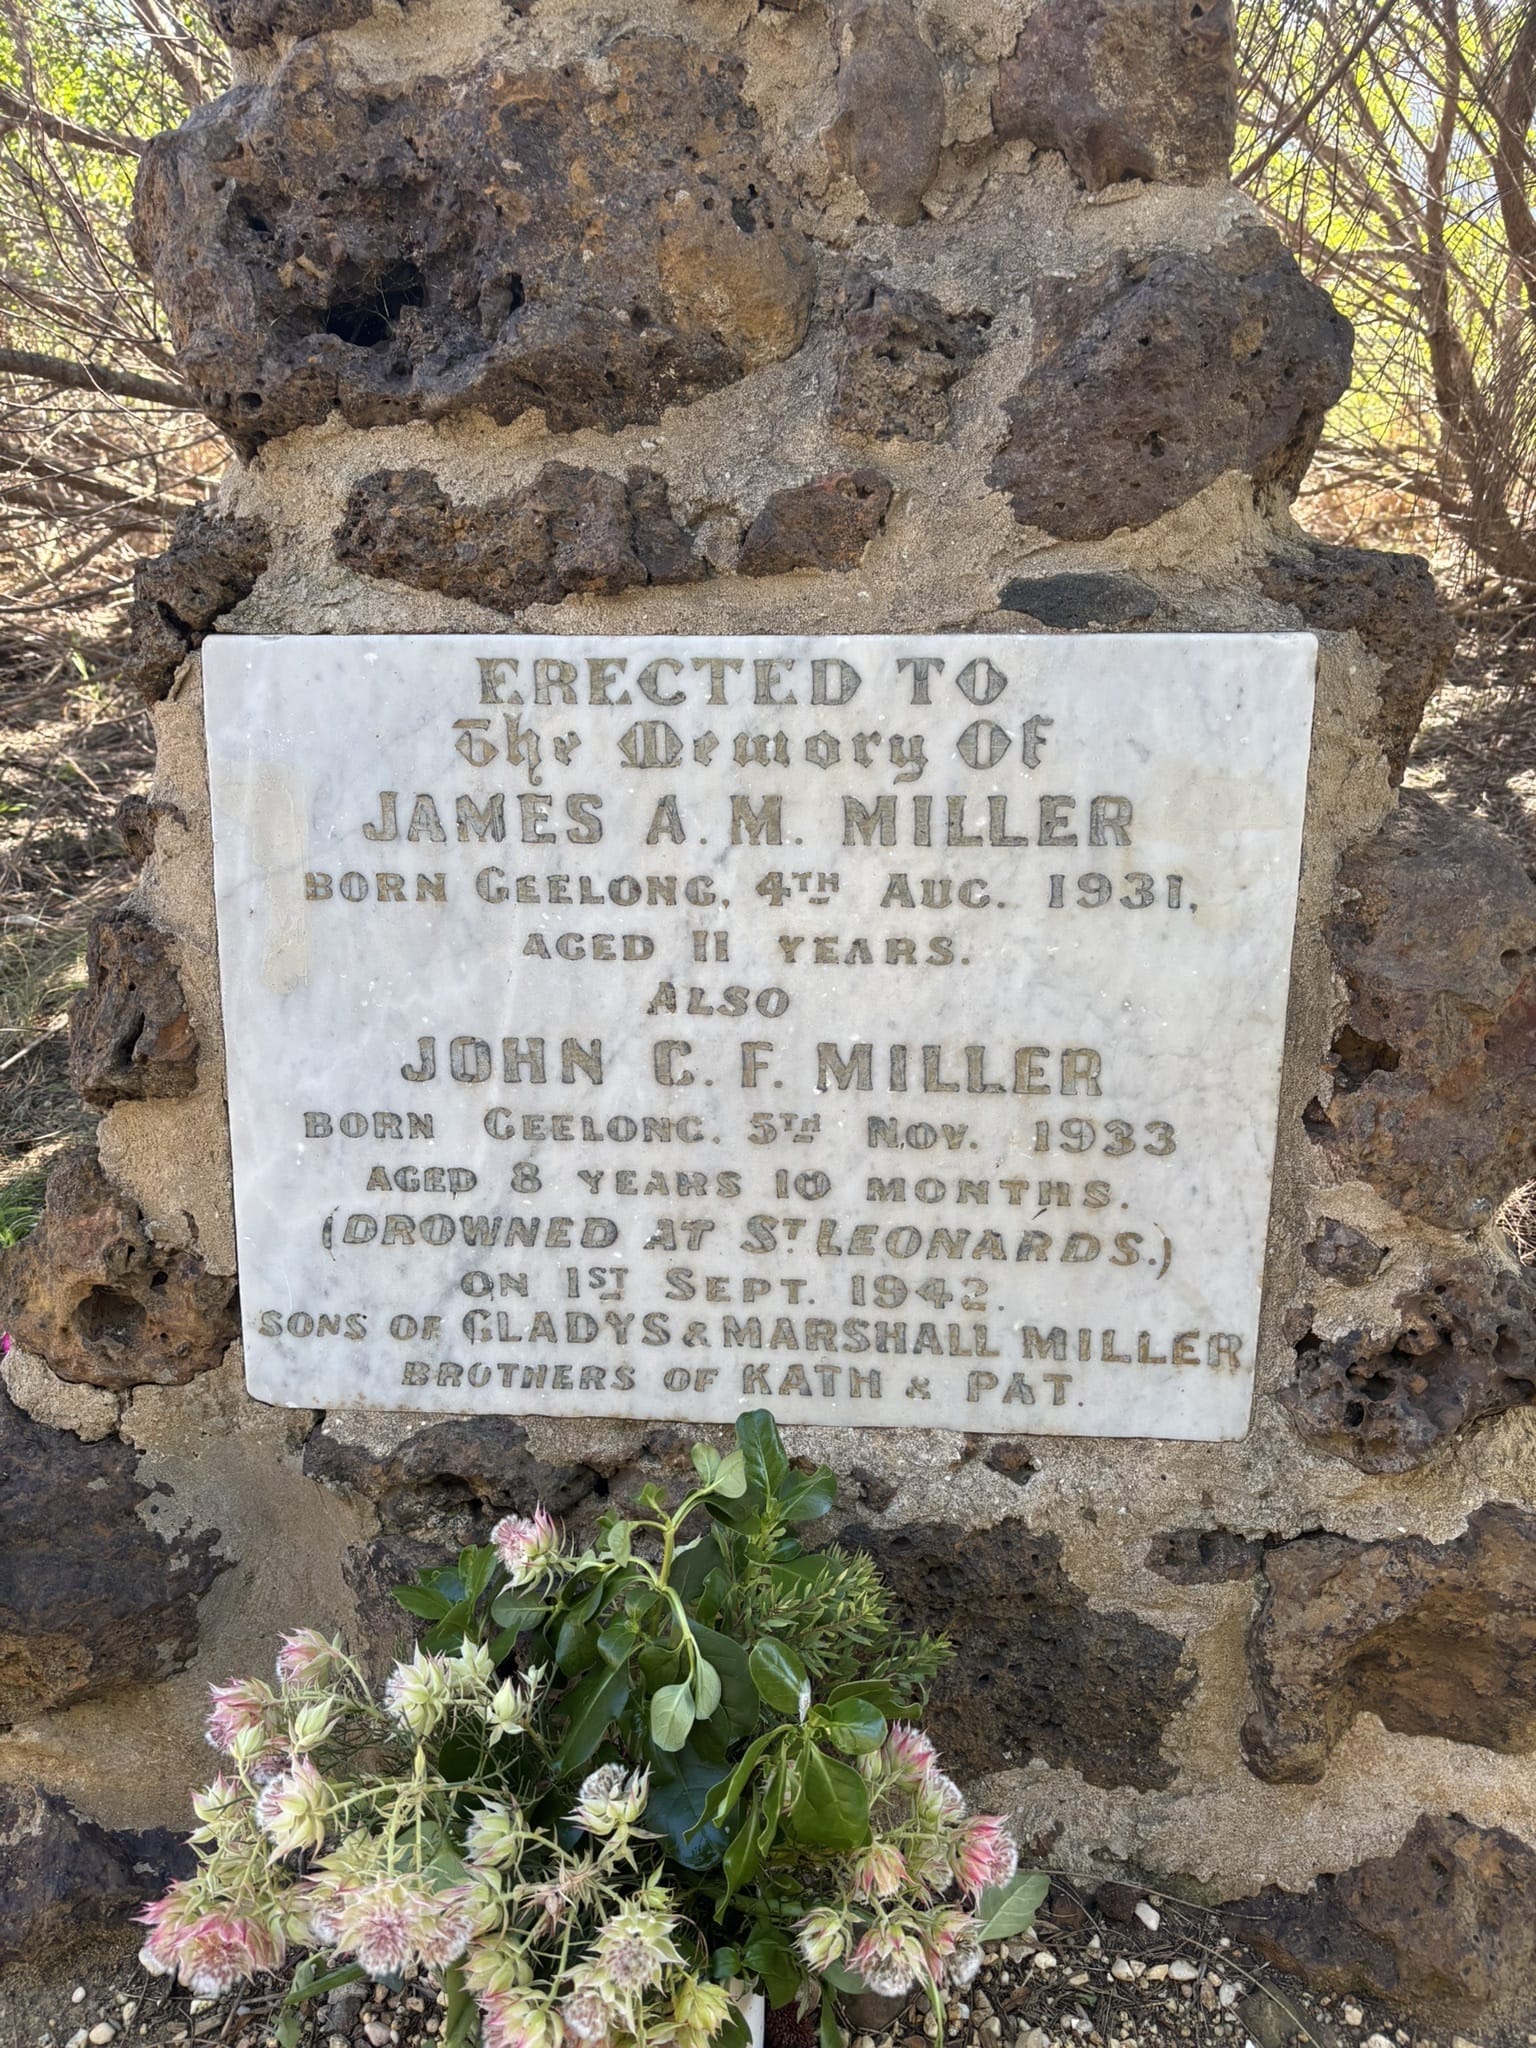 ERECTED TO
The Memory Of
JAMES A. M. MILLER
BORN GEELONG, 4TH AUG. 1931,
AGED 11 YEARS.
ALSO
JOHN C. F. MILLER
BORN GEELONG. 5TH NOV. 1933
AGED 8 YEARS 10 MONTHS.
(DROWNED AT ST. LEONARDS.)
ON 1ST SEPT. 1942.
SONS OF GLADYS & MARSHALL MILLER
BROTHERS OF KATH & PAT.